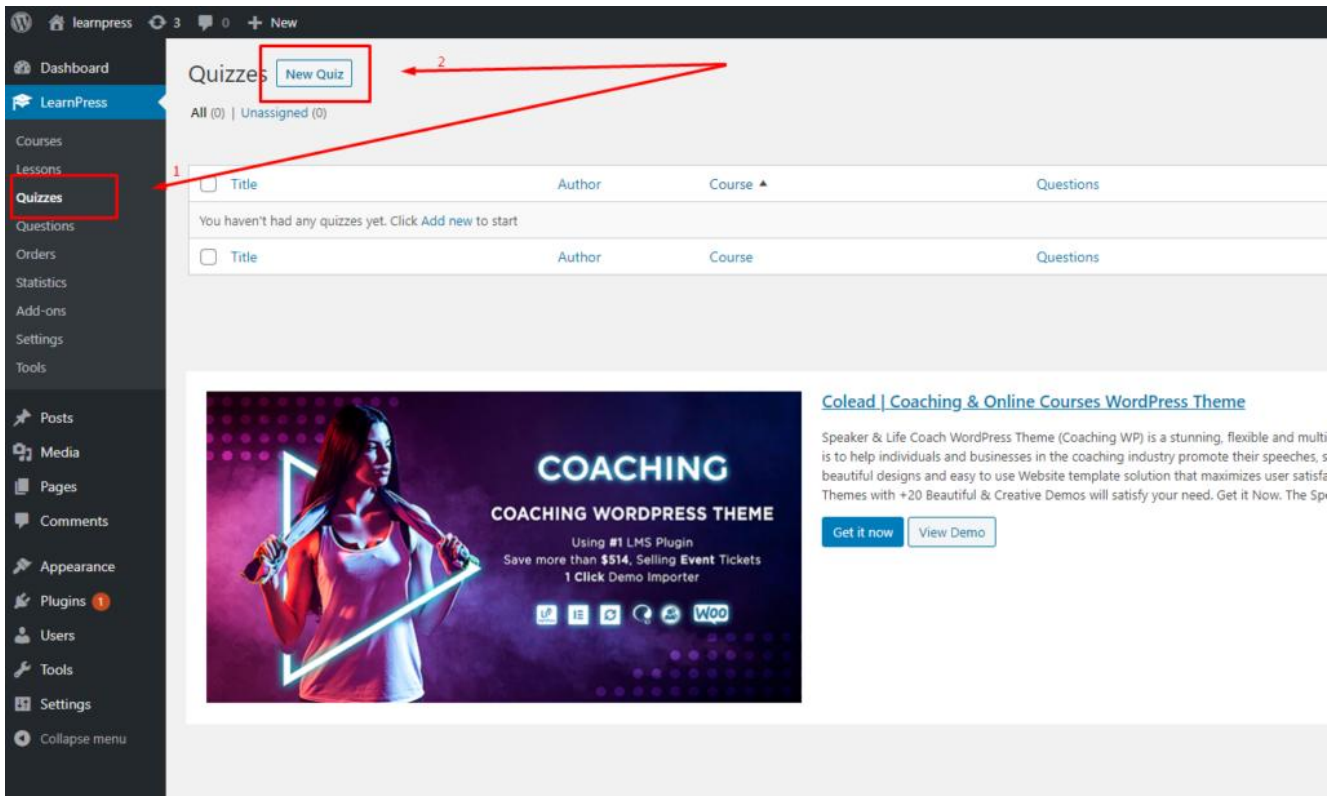 learnpress 3 0 + New
Dashboard
LearnPress
Courses
Lessons
Quizzes
Questions
Orders
Statistics
Add-ons
Settings
Tools
Posts
Media
Pages
Comments
Appearance
Plugins 1
Users
Tools
Settings
Collapse menu
Quizzes New Quiz
2
All (0) | Unassigned (0)
1
Title Author Course Questions
You haven't had any quizzes yet. Click Add new to start
Title Author Course Questions
COACHING
COACHING WORDPRESS THEME
Using #1 LMS Plugin
Save more than $514, Selling Event Tickets
1 Click Demo Importer
WOO
Colead | Coaching & Online Courses WordPress Theme
Speaker & Life Coach WordPress Theme (Coaching WP) is a stunning, flexible and multi
is to help individuals and businesses in the coaching industry promote their speeches, s
beautiful designs and easy to use Website template solution that maximizes user satisfa
Themes with +20 Beautiful & Creative Demos will satisfy your need. Get it Now. The Spe
Get it now View Demo